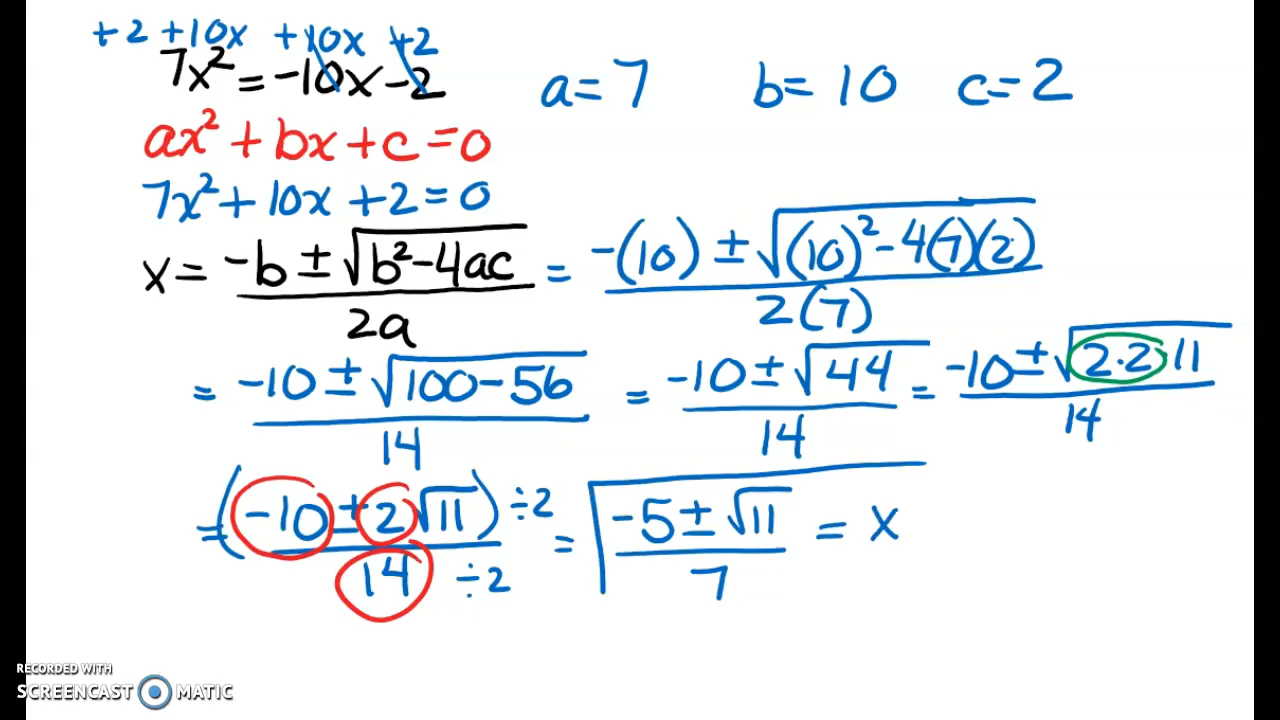 +2 +10x +10x +2
7x² = -10x -2 a = 7 b = 10 c = 2
ax² + bx + c = 0
7x² + 10x + 2 = 0
x = (-b ± √(b² - 4ac)) / 2a = (-(10) ± √((10)² - 4(7)(2))) / 2(7)
= (-10 ± √(100 - 56)) / 14 = (-10 ± √44) / 14 = (-10 ± √(2·2·11)) / 14
= (-10 ± 2√11) ÷2 / 14 ÷2 = (-5 ± √11) / 7 = x
RECORDED WITH
SCREENCAST MATIC